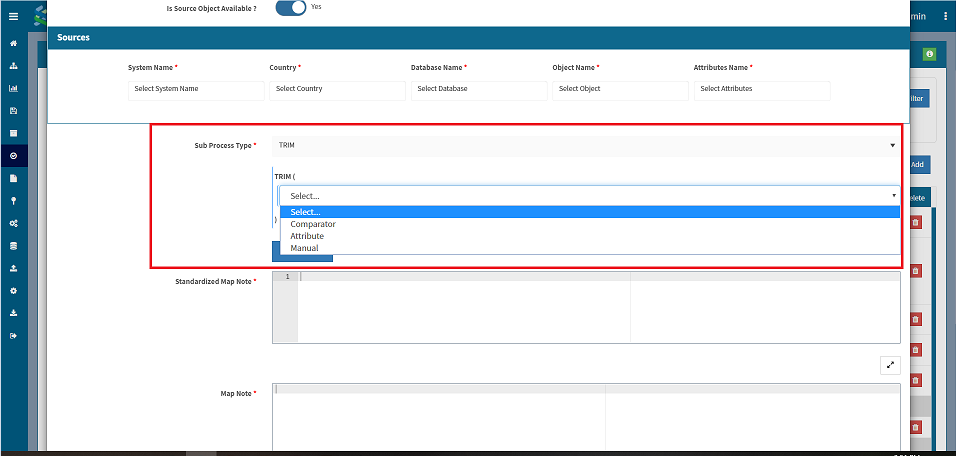 Is Source Object Available ? Yes
min
Sources
System Name * Country * Database Name * Object Name * Attributes Name *
Select System Name Select Country Select Database Select Object Select Attributes
ilter
Sub Process Type * TRIM
Add
TRIM (
Select...
elete
Select...
)
Comparator
Attribute
Manual
Standardized Map Note * 1
Map Note *